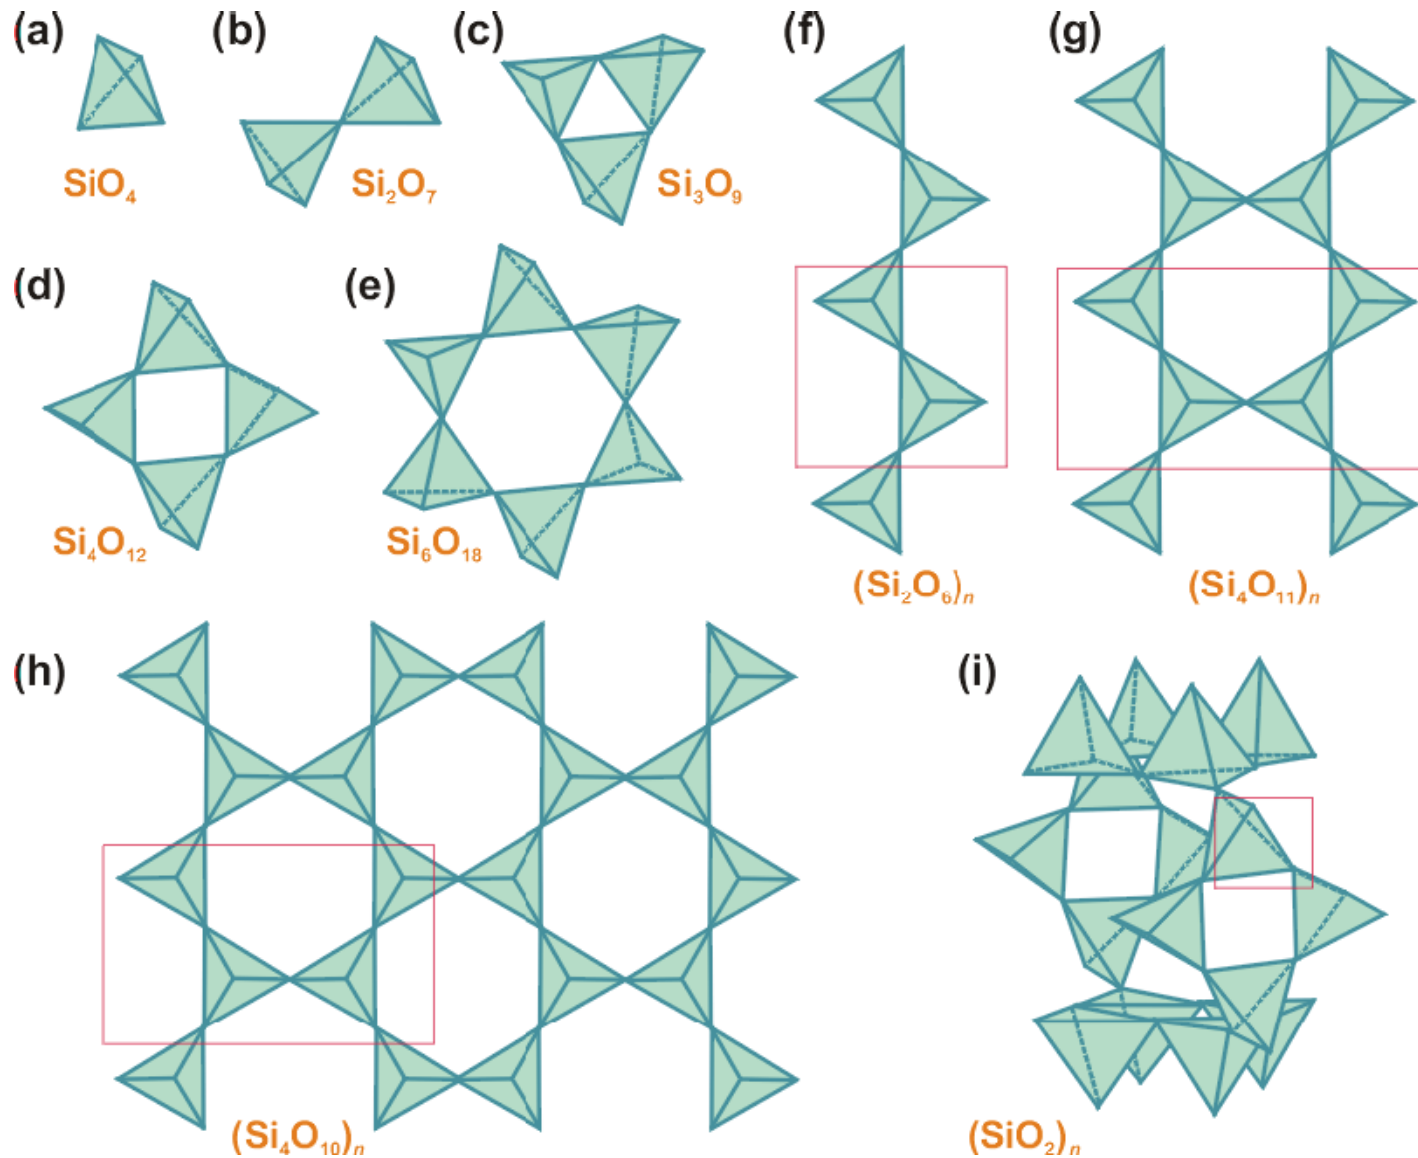 (a) (b) (c) (f) (g)
SiO₄ Si₂O₇ Si₃O₉
(d) (e)
Si₄O₁₂ Si₆O₁₈
(Si₂O₆)ₙ (Si₄O₁₁)ₙ
(h) (i)
(Si₄O₁₀)ₙ (SiO₂)ₙ